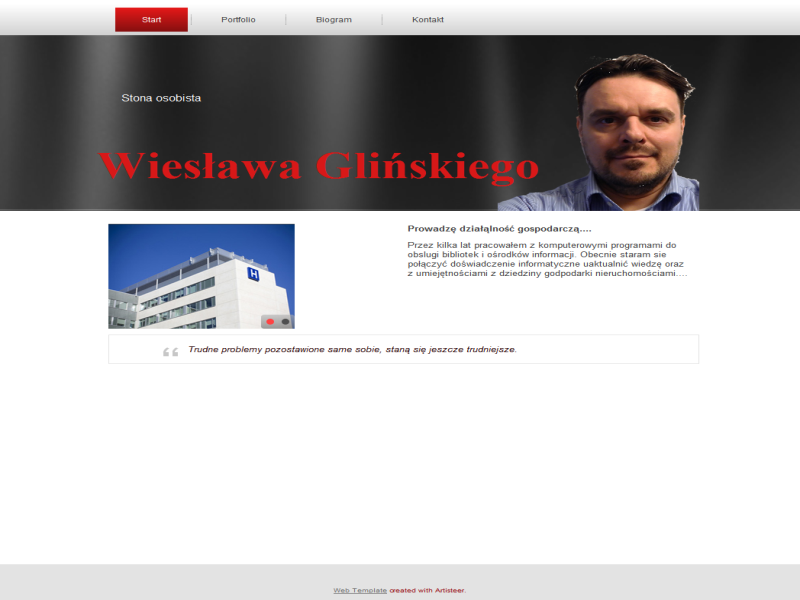 Start
Portfolio
Biogram
Kontakt
Stona osobista
Wiesława Glińskiego
Prowadzę działąlność gospodarczą....
Przez kilka lat pracowałem z komputerowymi programami do
obslugi bibliotek i ośrodków informacji. Obecnie staram sie
połączyć doświadczenie informatyczne uaktualnić wiedzę oraz
z umiejętnościami z dziedziny godpodarki nieruchomościami....
H
Trudne problemy pozostawione same sobie, staną się jeszcze trudniejsze.
Web Template created with Artisteer.